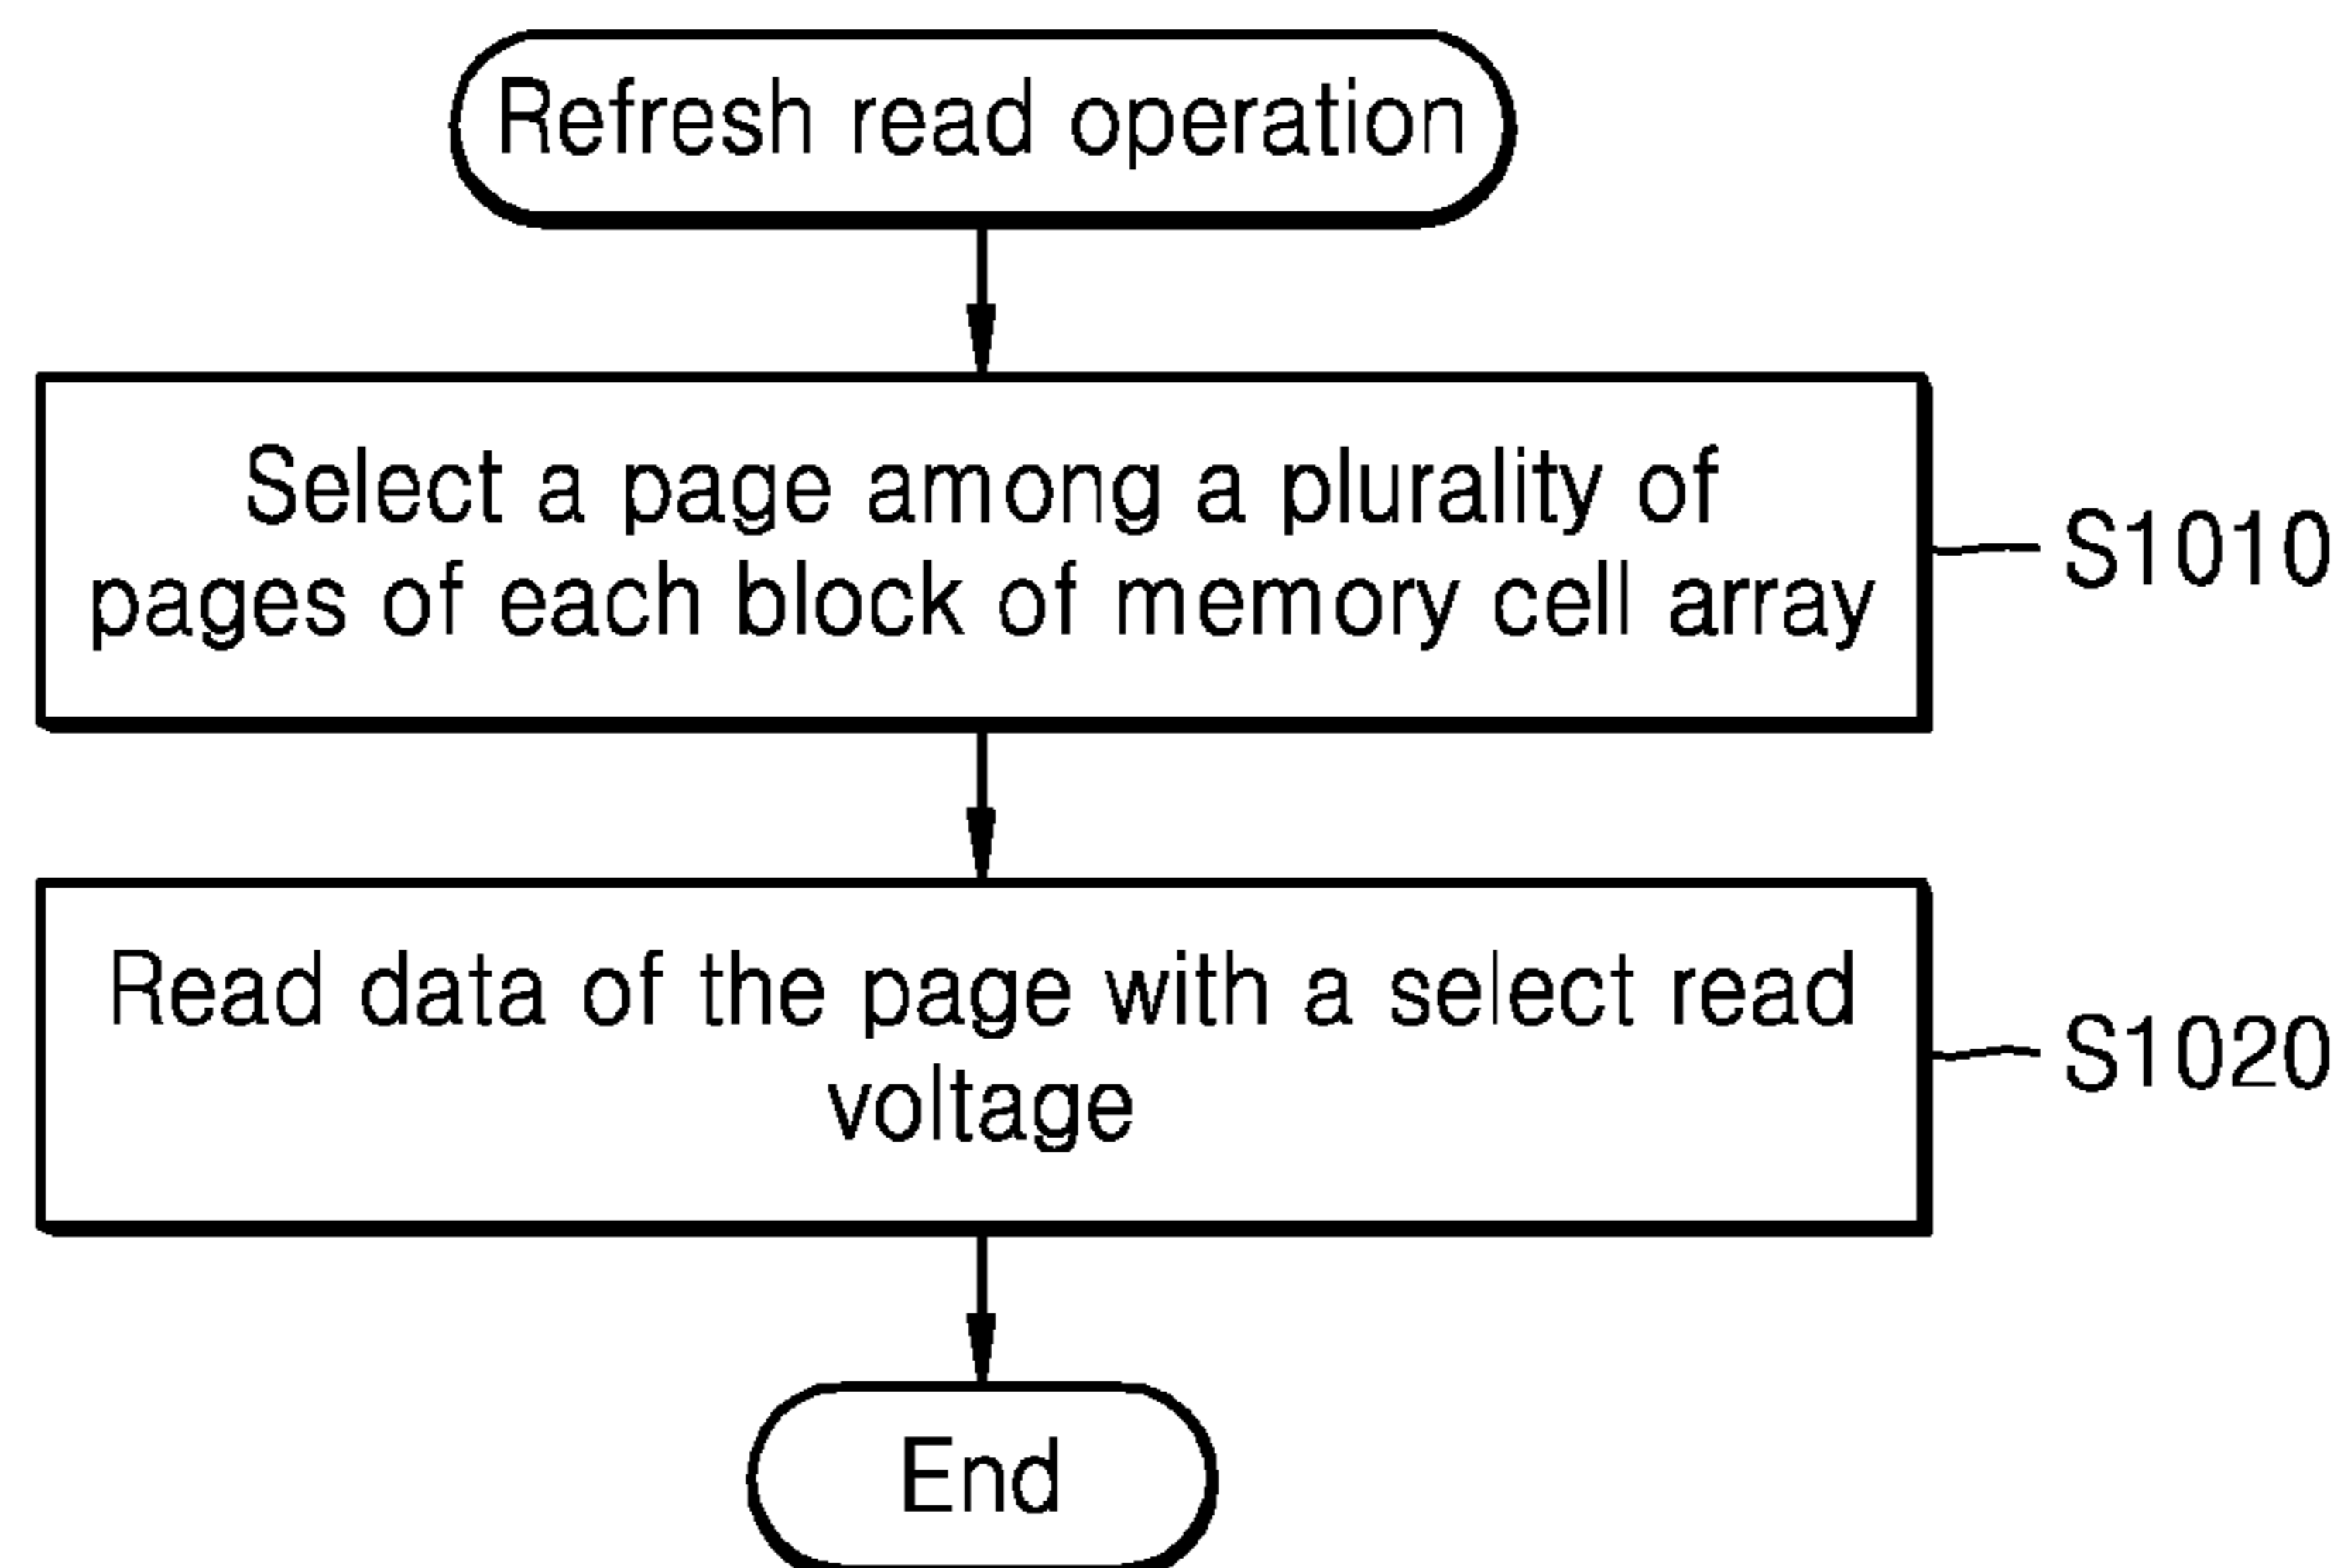 Refresh read operation
Select a page among a plurality of
pages of each block of memory cell array
S1010
Read data of the page with a select read
voltage
S1020
End